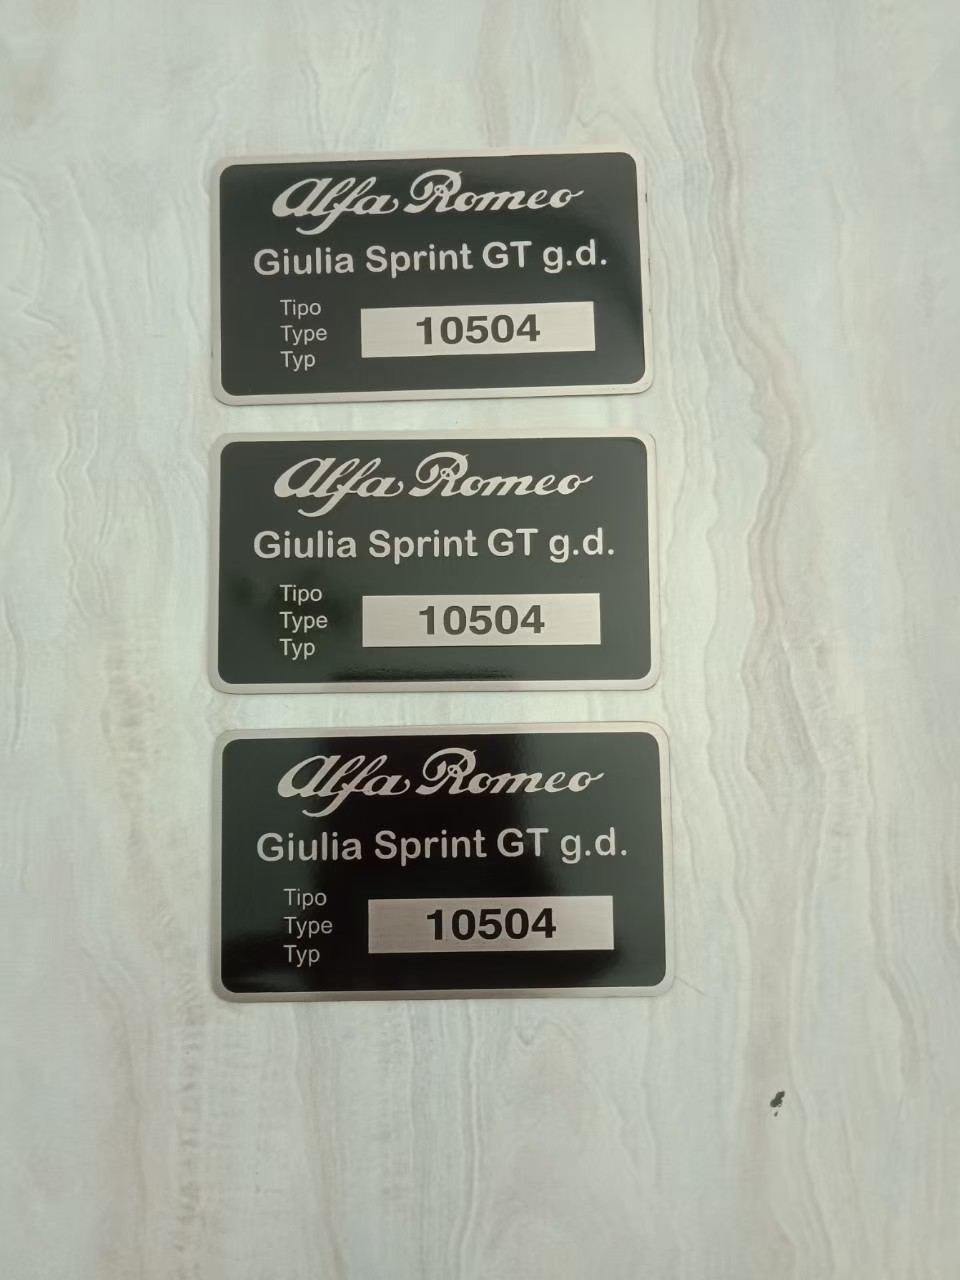 Alfa Romeo
Giulia Sprint GT g.d.
Tipo
Type
Typ
10504
Alfa Romeo
Giulia Sprint GT g.d.
Tipo
Type
Typ
10504
Alfa Romeo
Giulia Sprint GT g.d.
Tipo
Type
Typ
10504